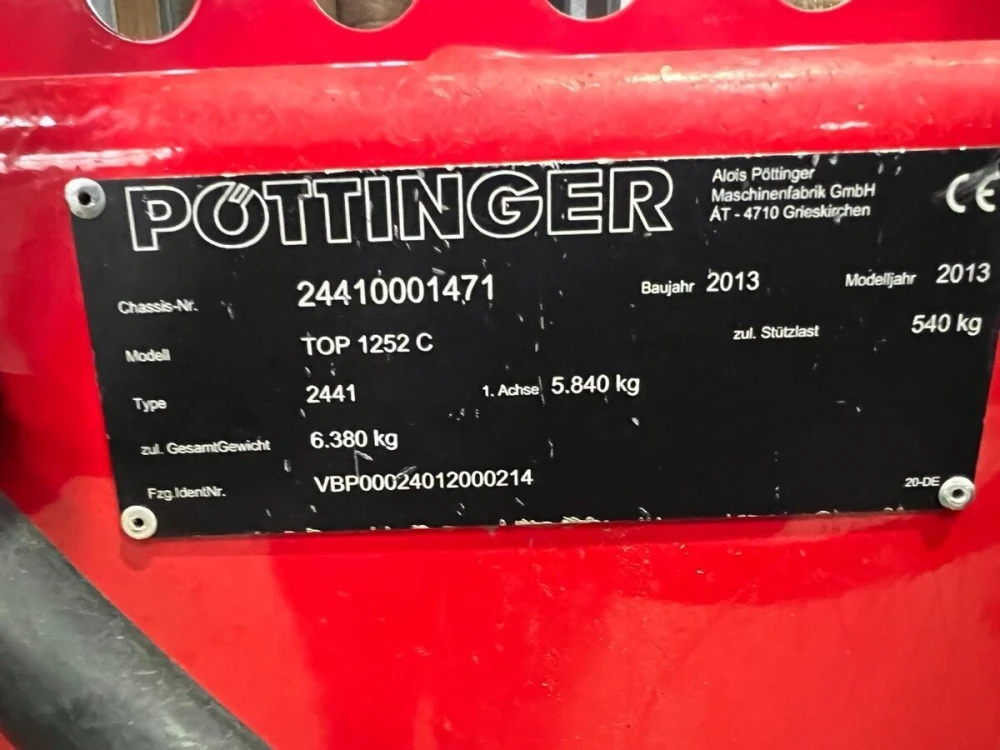 PÖTTINGER
Alois Pöttinger
Maschinenfabrik GmbH
AT - 4710 Grieskirchen
CE
Chassis-Nr. 24410001471 Baujahr 2013 Modelljahr 2013
Modell TOP 1252 C zul. Stützlast 540 kg
Type 2441 1. Achse 5.840 kg
zul. GesamtGewicht 6.380 kg
Fzg.IdentNr. VBP00024012000214
20-DE